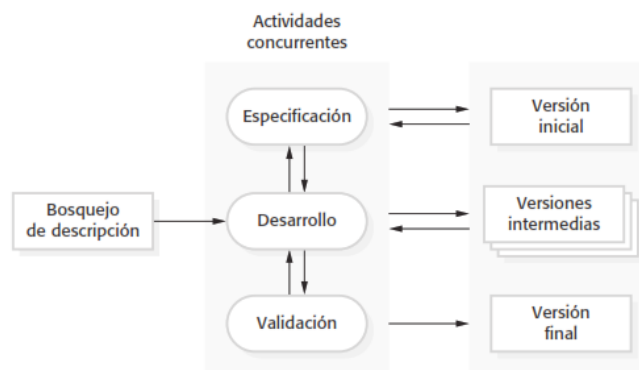 Actividades
concurrentes
Especificación
Versión
inicial
Bosquejo
de descripción
Desarrollo
Versiones
intermedias
Validación
Versión
final